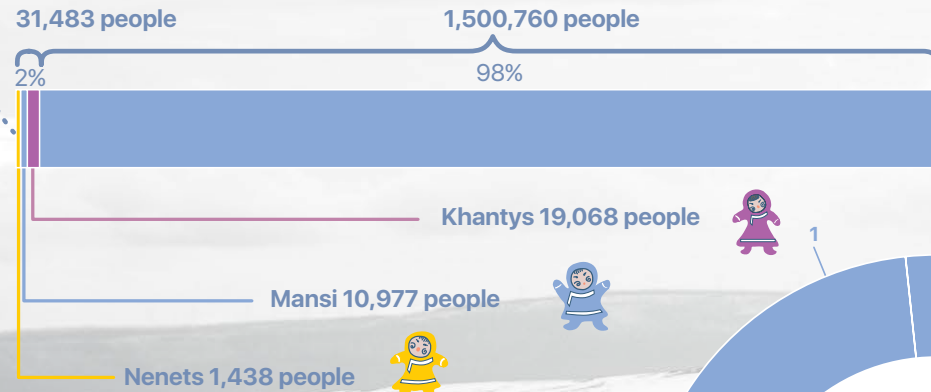 31,483 people
1,500,760 people
2%
98%
Khantys 19,068 people
1
Mansi 10,977 people
Nenets 1,438 people